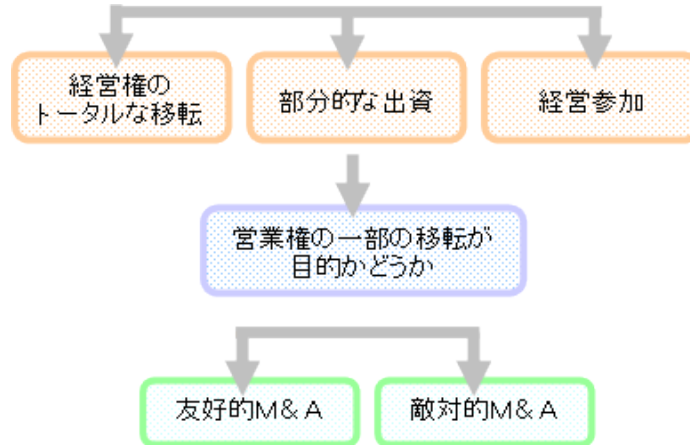 経営権の
トータルな移転
部分的な出資
経営参加
営業権の一部の移転が
目的かどうか
友好的M&A
敵対的M&A